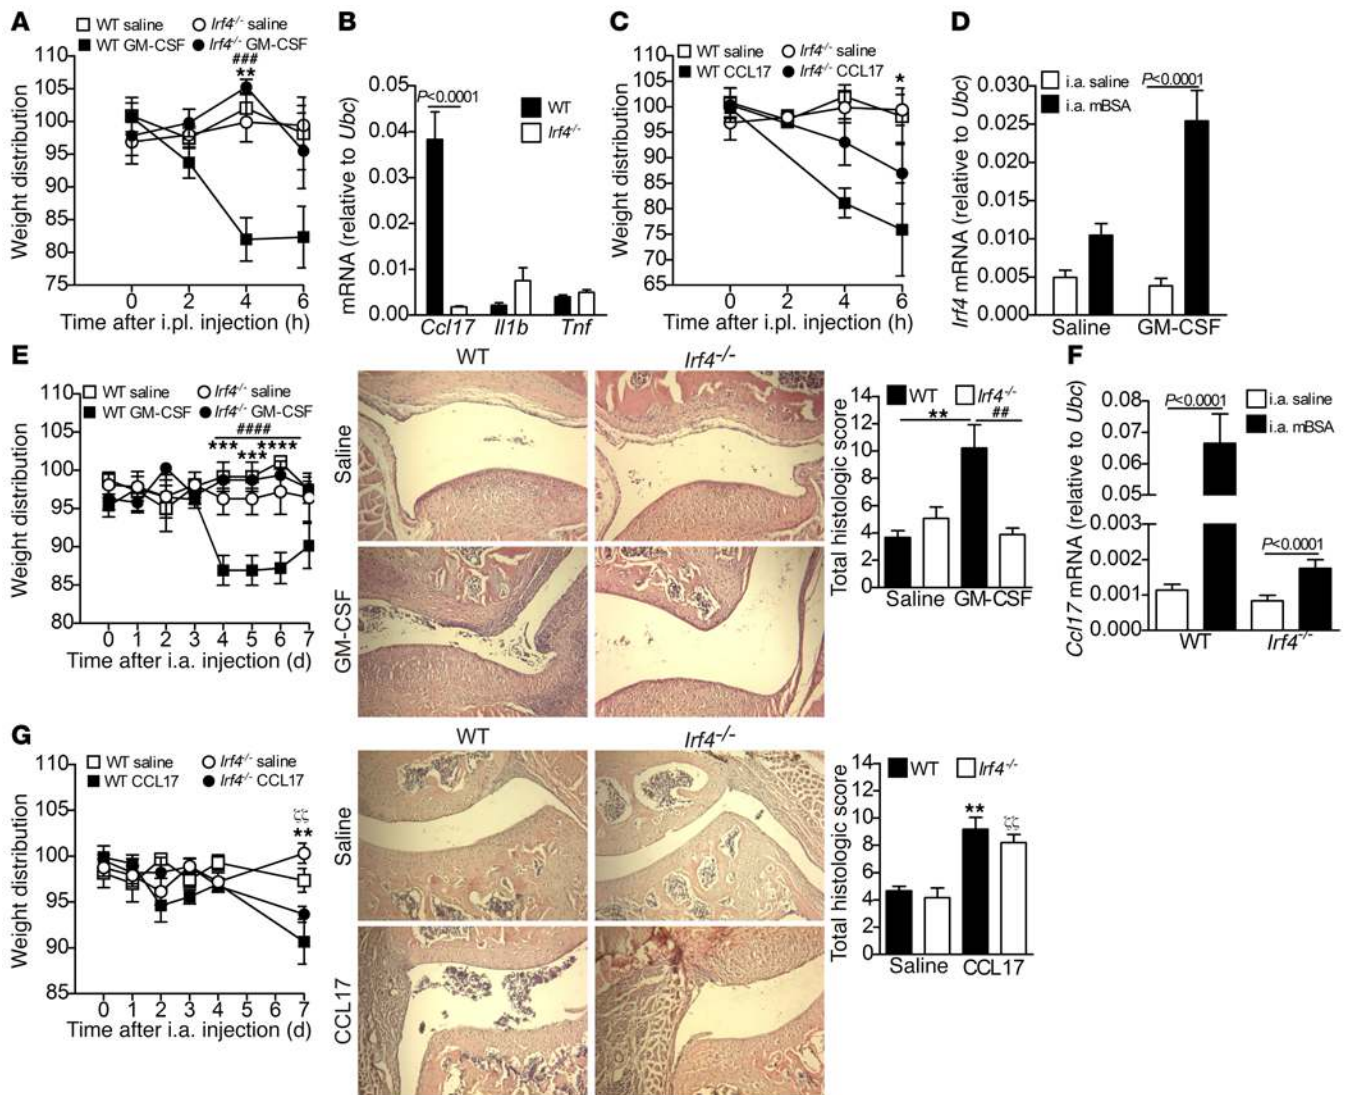 A
WT saline
Irf4-/- saline
WT GM-CSF
Irf4-/- GM-CSF
###
**
110
105
100
95
90
85
80
75
Weight distribution
0 2 4 6
Time after i.pl. injection (h)
B
P<0.0001
WT
Irf4-/-
0.05
0.04
0.03
0.02
0.01
0.00
mRNA (relative to Ubc)
Ccl17 Il1b Tnf
C
WT saline
Irf4-/- saline
WT CCL17
Irf4-/- CCL17
*
110
105
100
95
90
85
80
75
70
65
Weight distribution
0 2 4 6
Time after i.pl. injection (h)
D
i.a. saline
i.a. mBSA
P<0.0001
0.030
0.025
0.020
0.015
0.010
0.005
0.000
Irf4 mRNA (relative to Ubc)
Saline GM-CSF
E
WT saline
Irf4-/- saline
WT GM-CSF
Irf4-/- GM-CSF
####
*** ****
***
110
105
100
95
90
85
80
Weight distribution
0 1 2 3 4 5 6 7
Time after i.a. injection (d)
WT Irf4-/-
Saline
GM-CSF
WT Irf4-/-
** ##
14
12
10
8
6
4
2
0
Total histologic score
Saline GM-CSF
F
i.a. saline
i.a. mBSA
P<0.0001
P<0.0001
0.08
0.07
0.06
0.05
0.003
0.002
0.001
0.000
Ccl17 mRNA (relative to Ubc)
WT Irf4-/-
G
WT saline
Irf4-/- saline
WT CCL17
Irf4-/- CCL17
ζζ
**
110
105
100
95
90
85
Weight distribution
0 1 2 3 4 5 6 7
Time after i.a. injection (d)
WT Irf4-/-
Saline
CCL17
WT Irf4-/-
** ζζ
14
12
10
8
6
4
2
0
Total histologic score
Saline CCL17